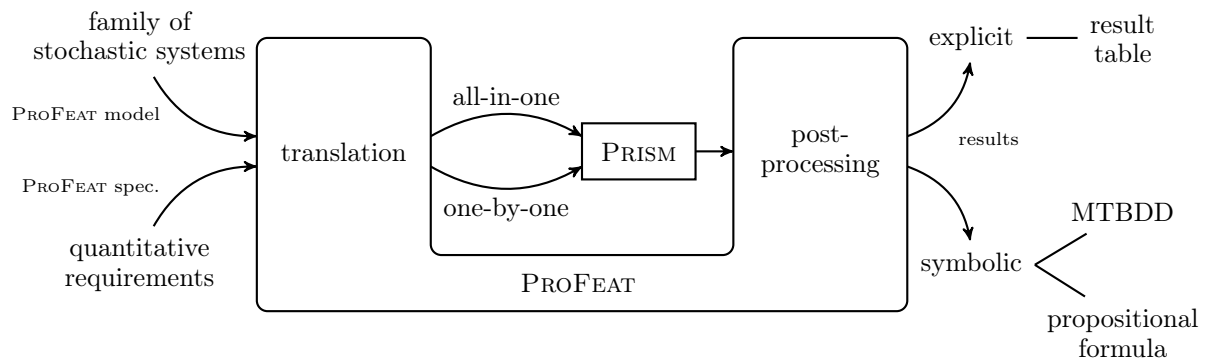 family of
stochastic systems
PROFEAT model
PROFEAT spec.
quantitative
requirements
translation
all-in-one
one-by-one
PRISM
PROFEAT
post-
processing
results
explicit
result
table
symbolic
MTBDD
propositional
formula